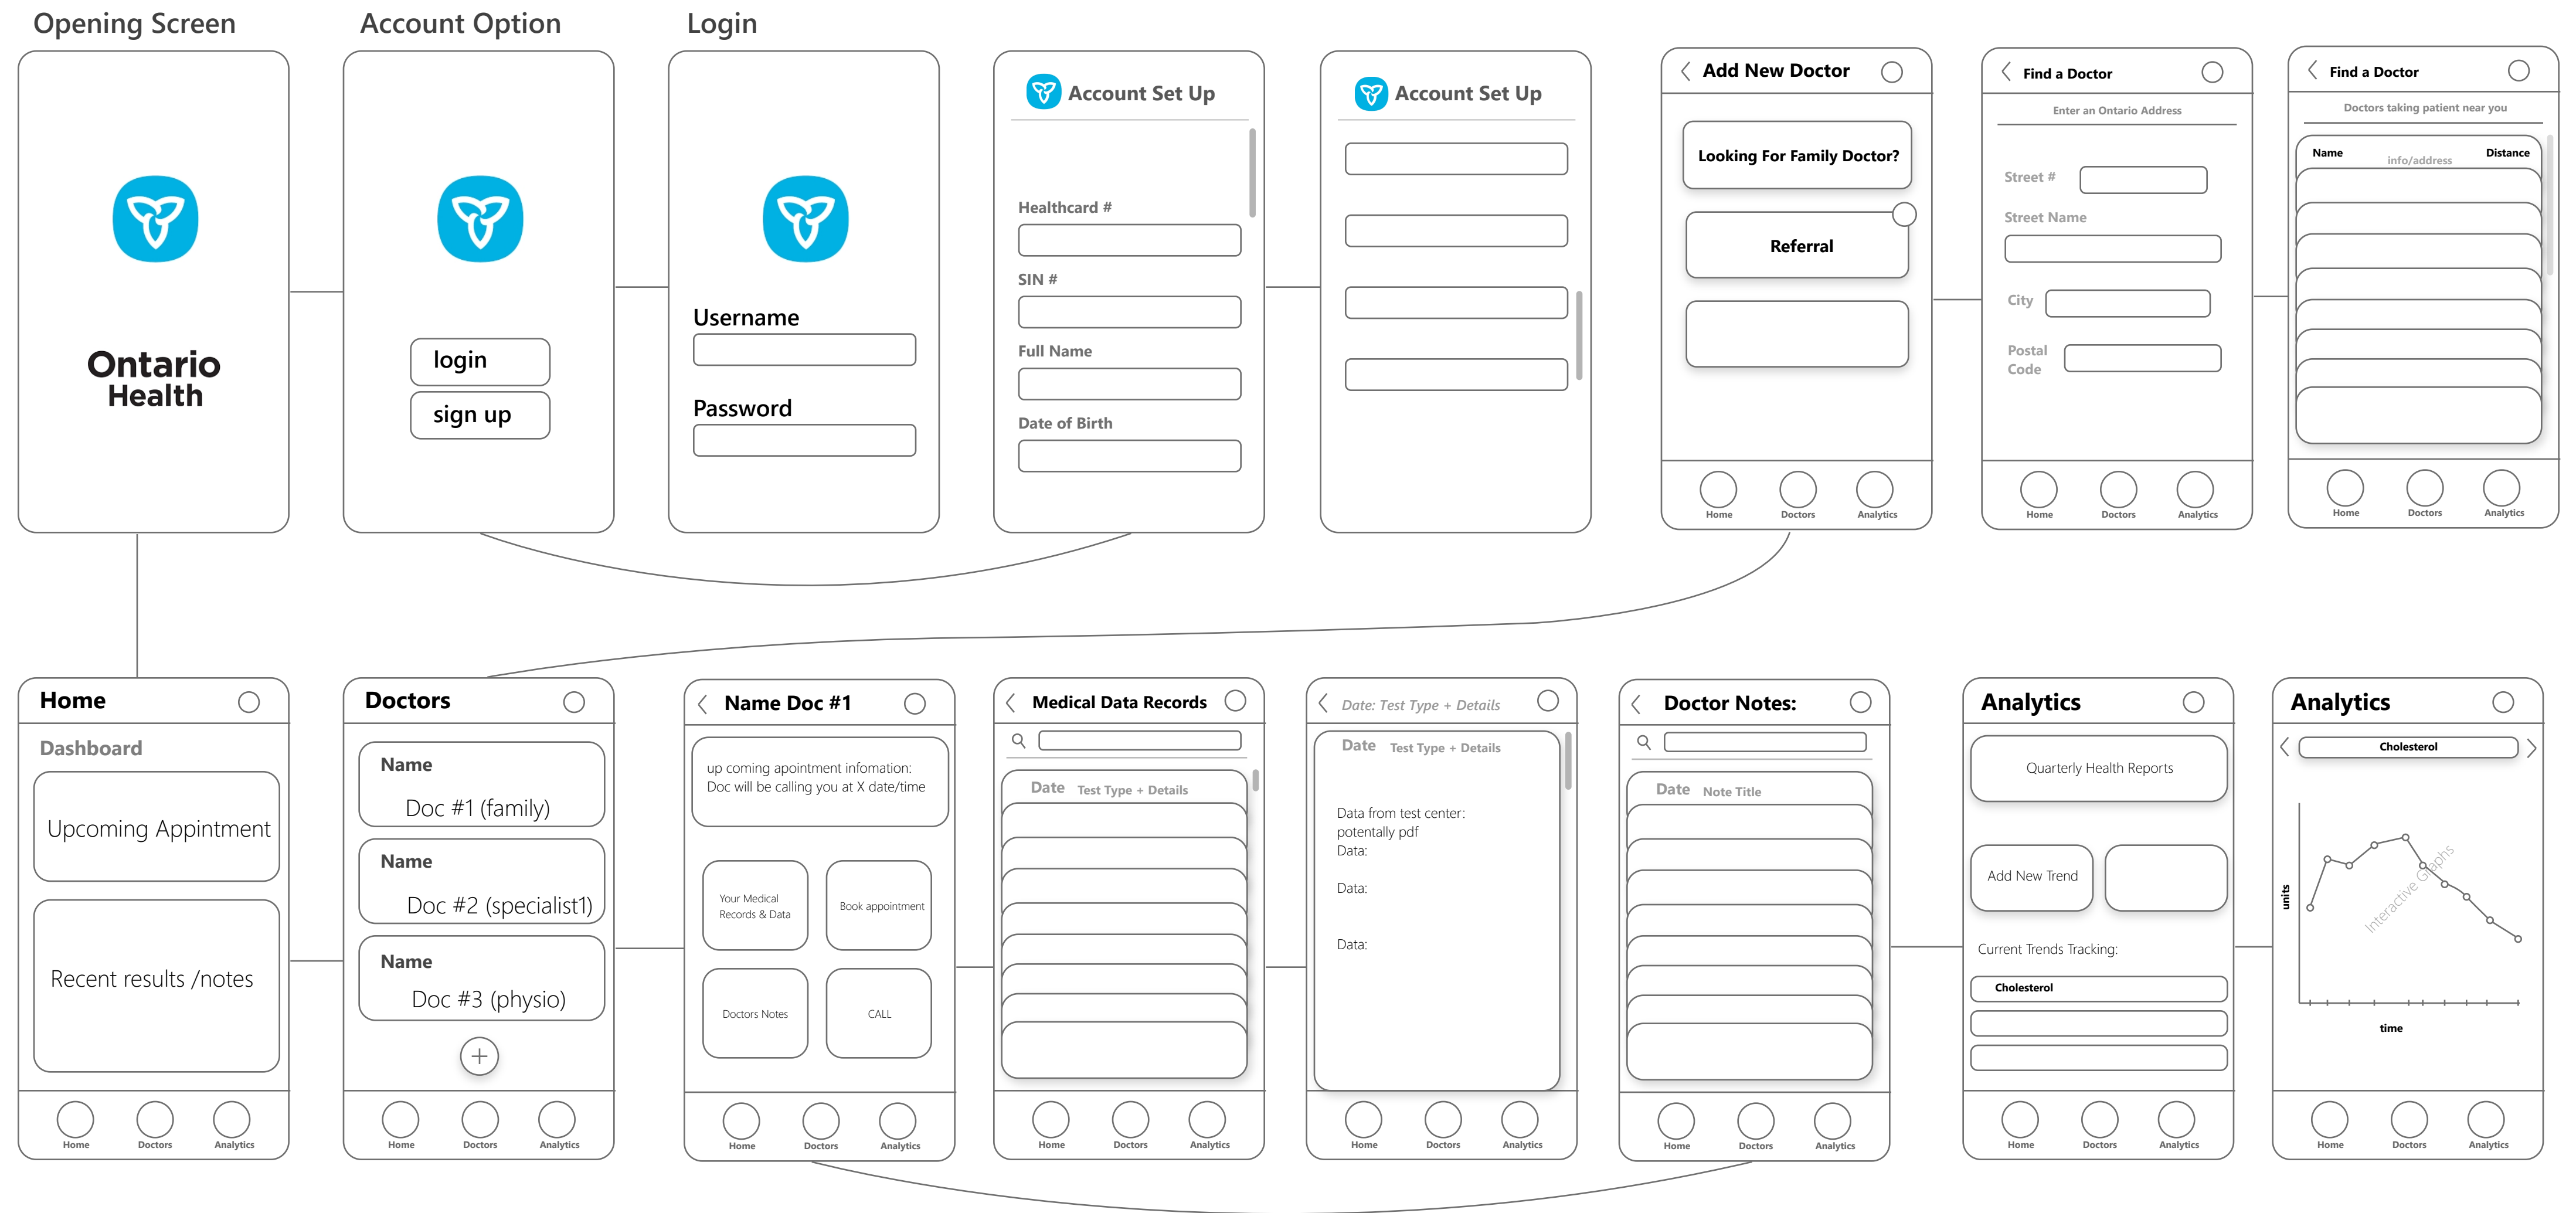 Opening Screen
Ontario
Health
Account Option
login
sign up
Login
Username
Password
Account Set Up
Healthcard #
SIN #
Full Name
Date of Birth
Account Set Up
Add New Doctor
Looking For Family Doctor?
Referral
Home Doctors Analytics
Find a Doctor
Enter an Ontario Address
Street #
Street Name
City
Postal
Code
Home Doctors Analytics
Find a Doctor
Doctors taking patient near you
Name info/address Distance
Home Doctors Analytics
Home
Dashboard
Upcoming Appintment
Recent results /notes
Home Doctors Analytics
Doctors
Name
Doc #1 (family)
Name
Doc #2 (specialist1)
Name
Doc #3 (physio)
Home Doctors Analytics
Name Doc #1
up coming apointment infomation:
Doc will be calling you at X date/time
Your Medical
Records & Data
Book appointment
Doctors Notes
CALL
Home Doctors Analytics
Medical Data Records
Date Test Type + Details
Home Doctors Analytics
Date: Test Type + Details
Date Test Type + Details
Data from test center:
potentally pdf
Data:
Data:
Data:
Home Doctors Analytics
Doctor Notes:
Date Note Title
Home Doctors Analytics
Analytics
Quarterly Health Reports
Add New Trend
Current Trends Tracking:
Cholesterol
Home Doctors Analytics
Analytics
Cholesterol
Interactive Graphs
units
time
Home Doctors Analytics